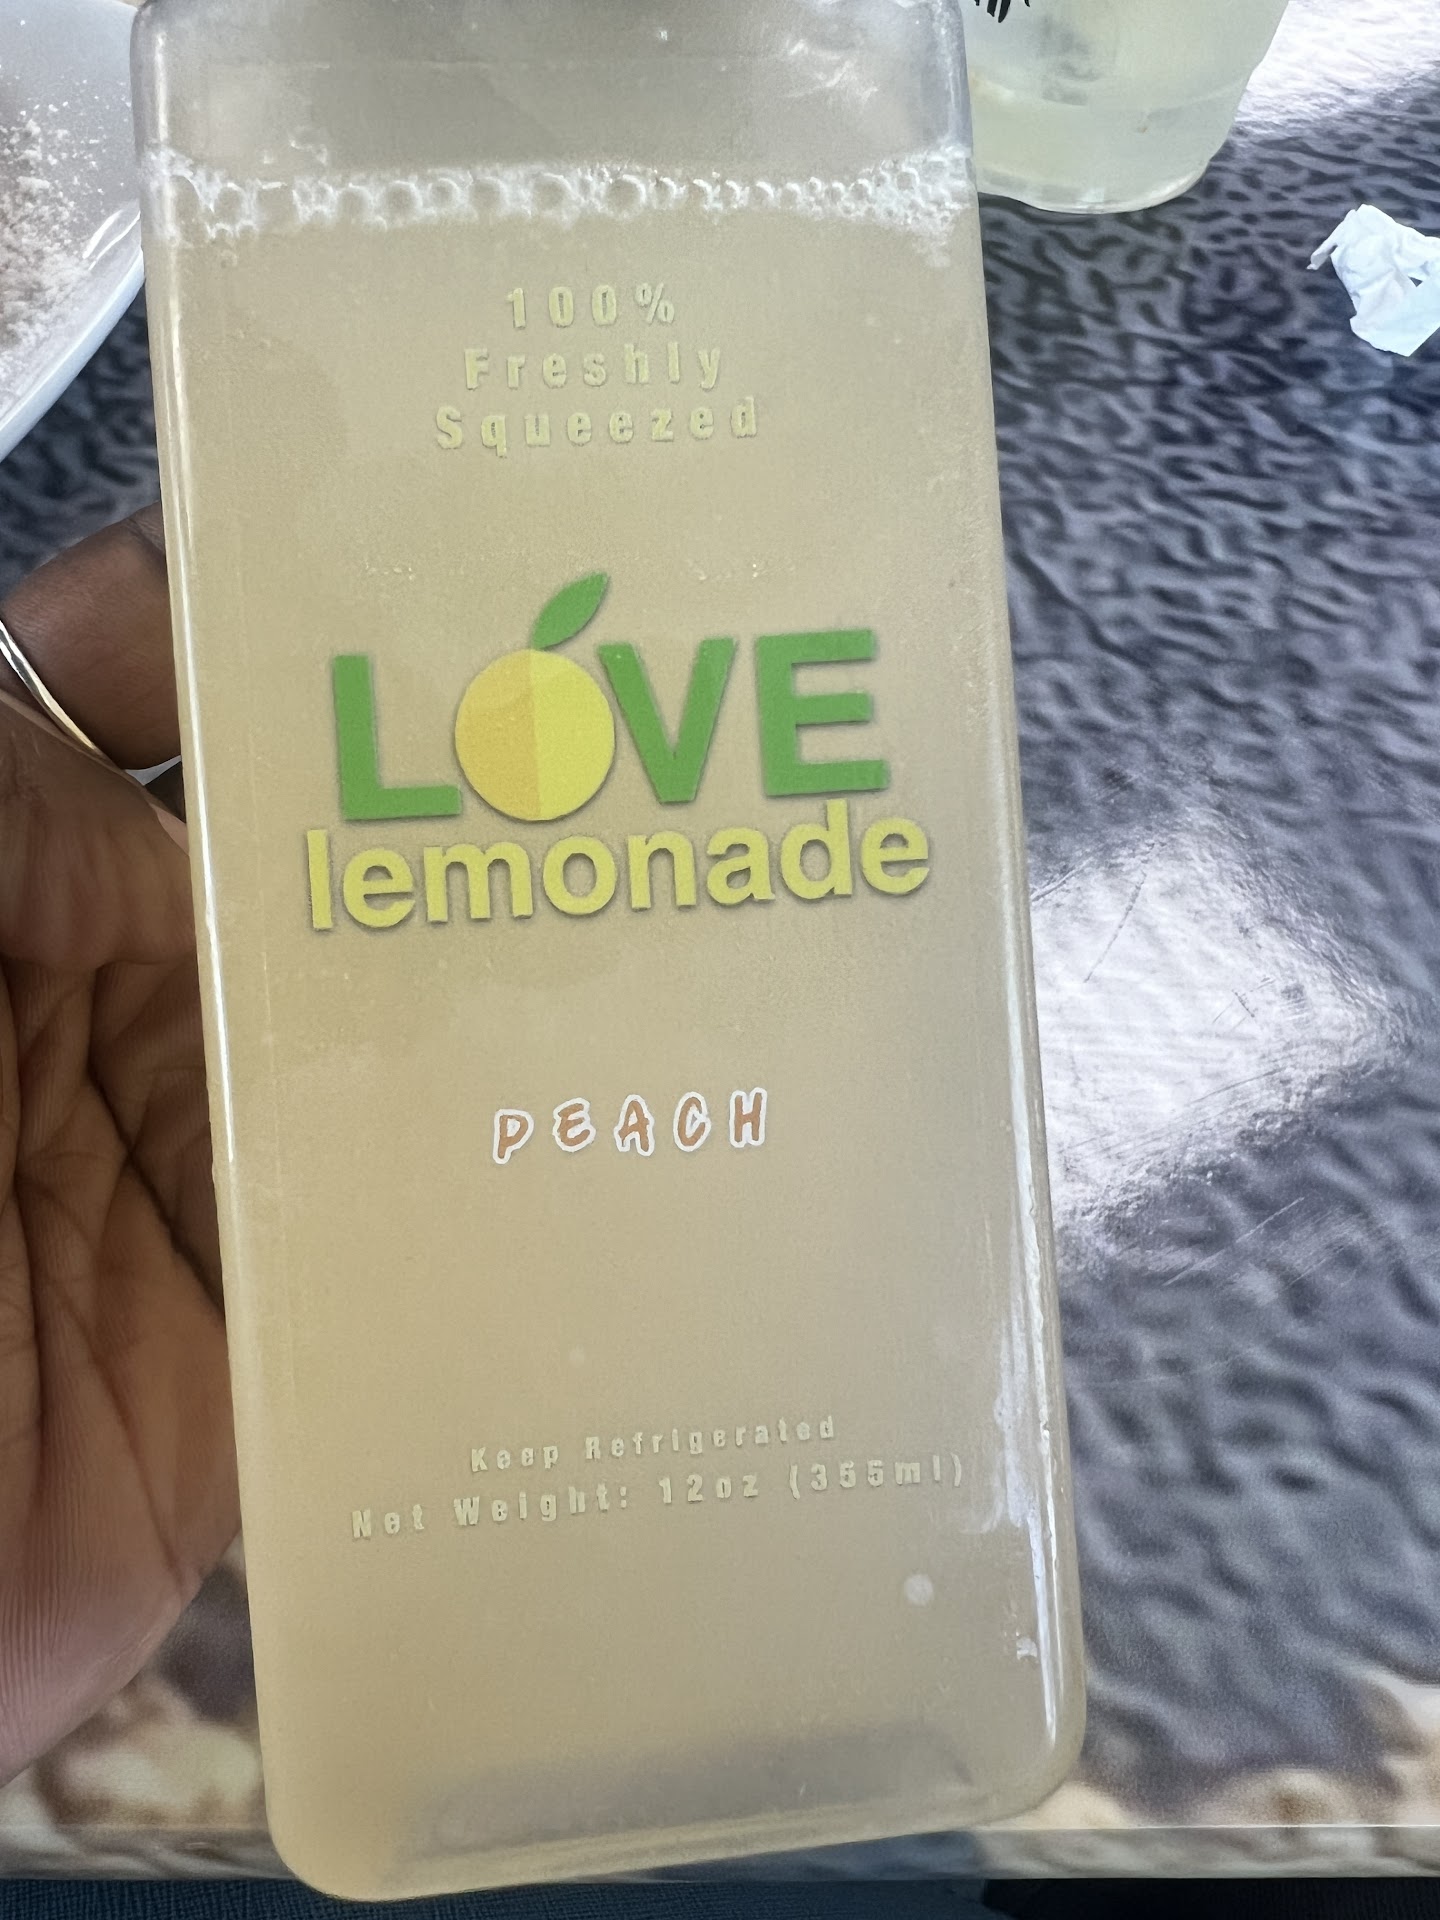 100%
Freshly
Squeezed
LOVE
lemonade
PEACH
Keep Refrigerated
Net Weight: 12oz (355ml)